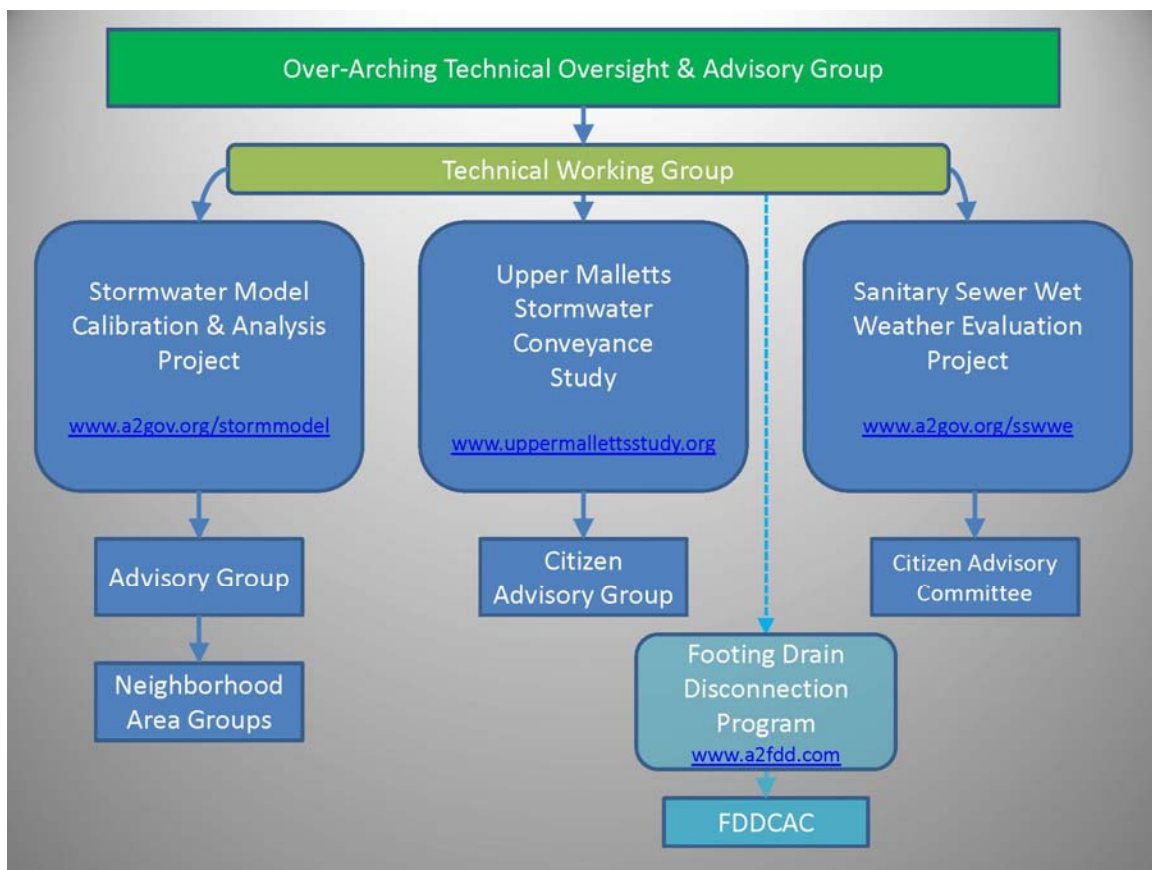 Over-Arching Technical Oversight & Advisory Group
Technical Working Group
Stormwater Model
Calibration & Analysis
Project
www.a2gov.org/stormmodel
Upper Malletts
Stormwater
Conveyance
Study
www.uppermallettsstudy.org
Sanitary Sewer Wet
Weather Evaluation
Project
www.a2gov.org/sswwe
Advisory Group
Citizen
Advisory Group
Citizen Advisory
Committee
Neighborhood
Area Groups
Footing Drain
Disconnection
Program
www.a2fdd.com
FDDCAC